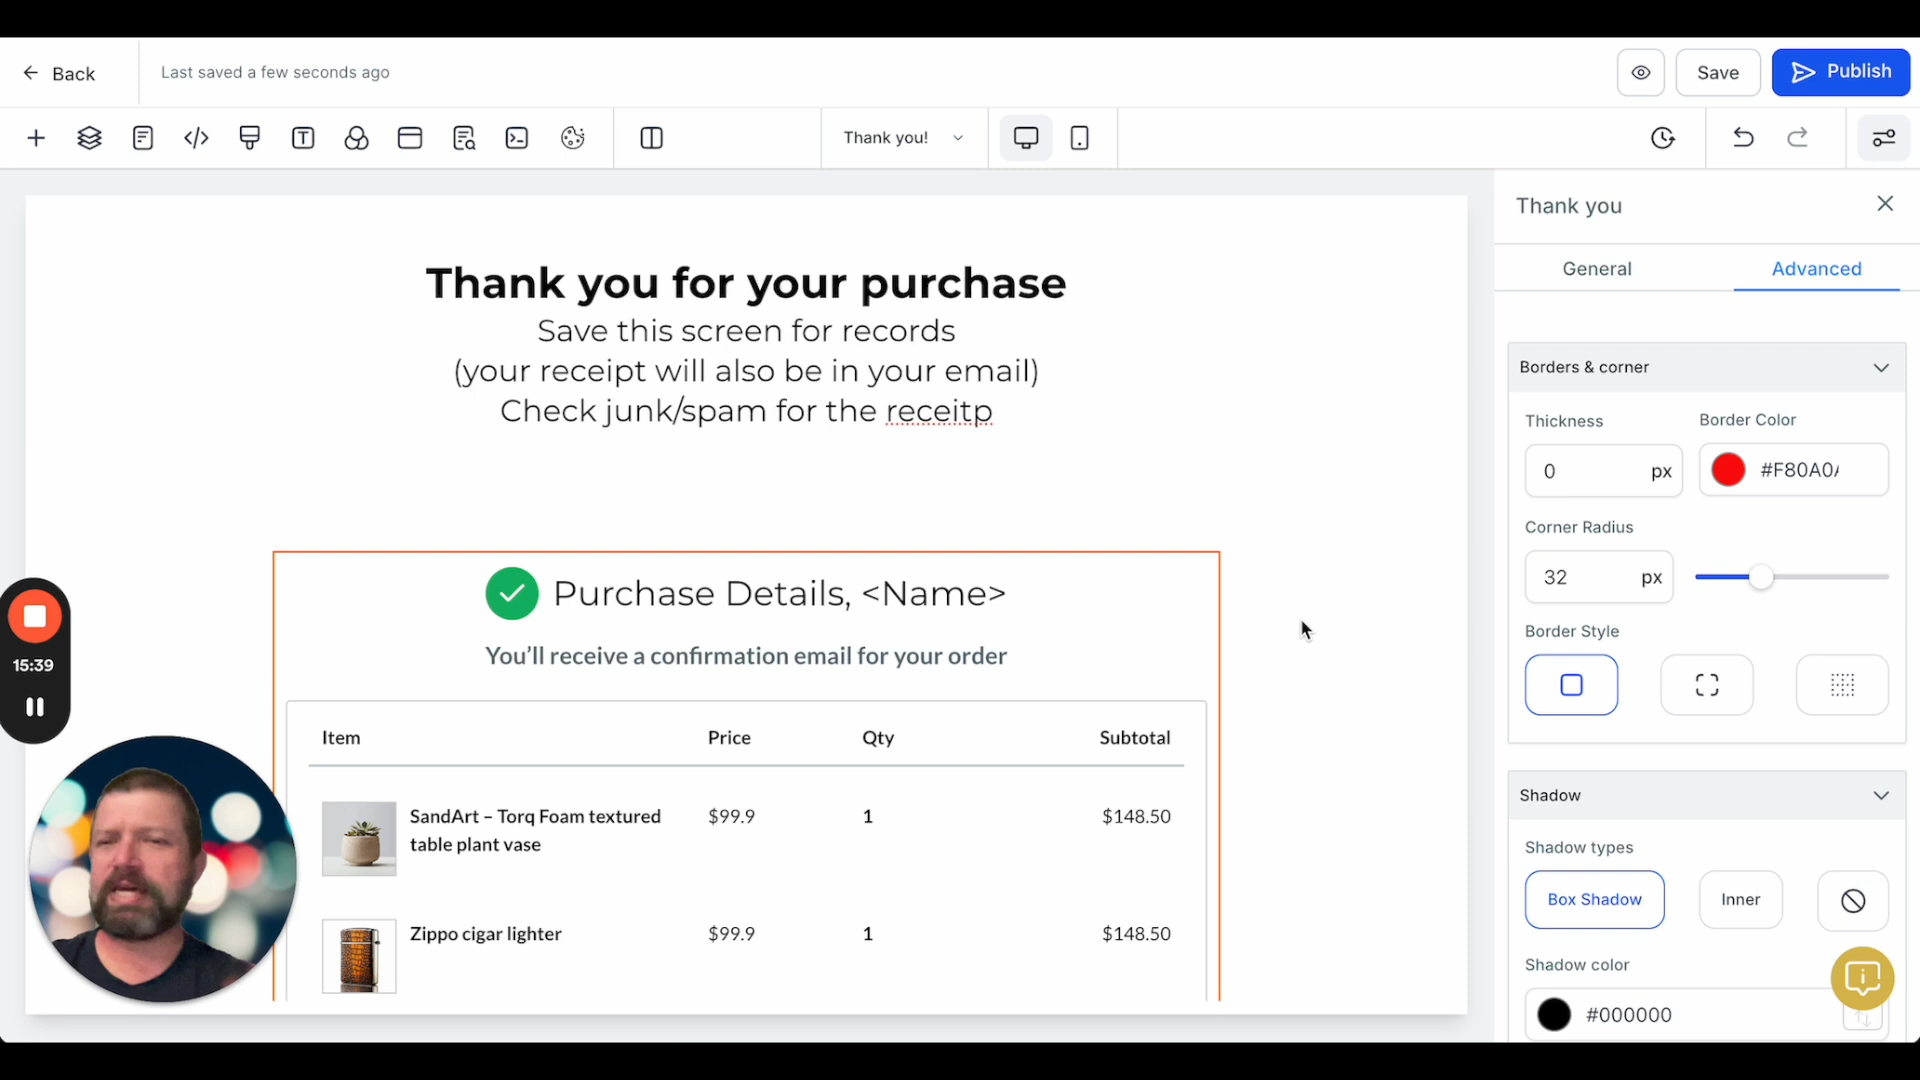 Back
Last saved a few seconds ago
Save
Publish
Thank you!
Thank you
General
Advanced
Thank you for your purchase
Save this screen for records
(your receipt will also be in your email)
Check junk/spam for the receitp
Borders & corner
Thickness
Border Color
0 px
#F80A0
Corner Radius
32 px
Border Style
Purchase Details, <Name>
You'll receive a confirmation email for your order
15:39
Item Price Qty Subtotal
SandArt – Torq Foam textured
table plant vase
$99.9 1 $148.50
Zippo cigar lighter $99.9 1 $148.50
Shadow
Shadow types
Box Shadow
Inner
Shadow color
#000000